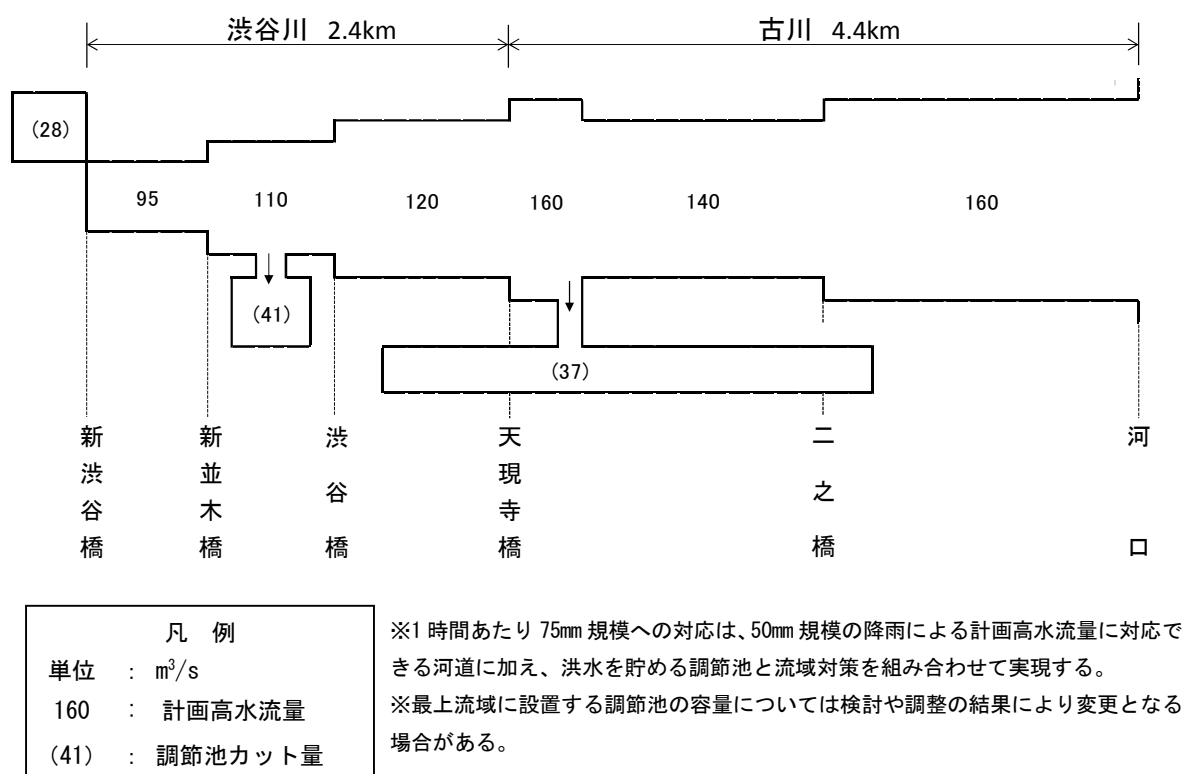 渋谷川 2.4km
古川 4.4km
(28)
95
110
120
160
140
160
(41)
(37)
新渋谷橋
新並木橋
渋谷橋
天現寺橋
二之橋
河口
凡 例
単位 : m³/s
160 : 計画高水流量
(41) : 調節池カット量
※1 時間あたり 75mm 規模への対応は、50mm 規模の降雨による計画高水流量に対応で
きる河道に加え、洪水を貯める調節池と流域対策を組み合わせて実現する。
※最上流域に設置する調節池の容量については検討や調整の結果により変更となる
場合がある。